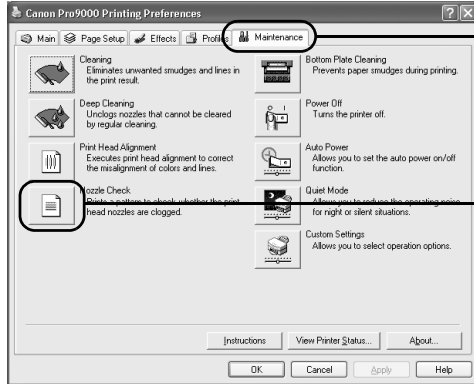 Canon Pro9000 Printing Preferences
Main
Page Setup
Effects
Profiles
Maintenance
Cleaning
Eliminates unwanted smudges and lines in
the print result.
Deep Cleaning
Unclogs nozzles that cannot be cleared
by regular cleaning.
Print Head Alignment
Executes print head alignment to correct
the misalignment of colors and lines.
Nozzle Check
Prints a pattern to check whether the print
head nozzles are clogged.
Bottom Plate Cleaning
Prevents paper smudges during printing.
Power Off
Turns the printer off.
Auto Power
Allows you to set the auto power on/off
function.
Quiet Mode
Allows you to reduce the operating noise
for night or silent situations.
Custom Settings
Allows you to select operation options.
Instructions
View Printer Status...
About...
OK
Cancel
Apply
Help